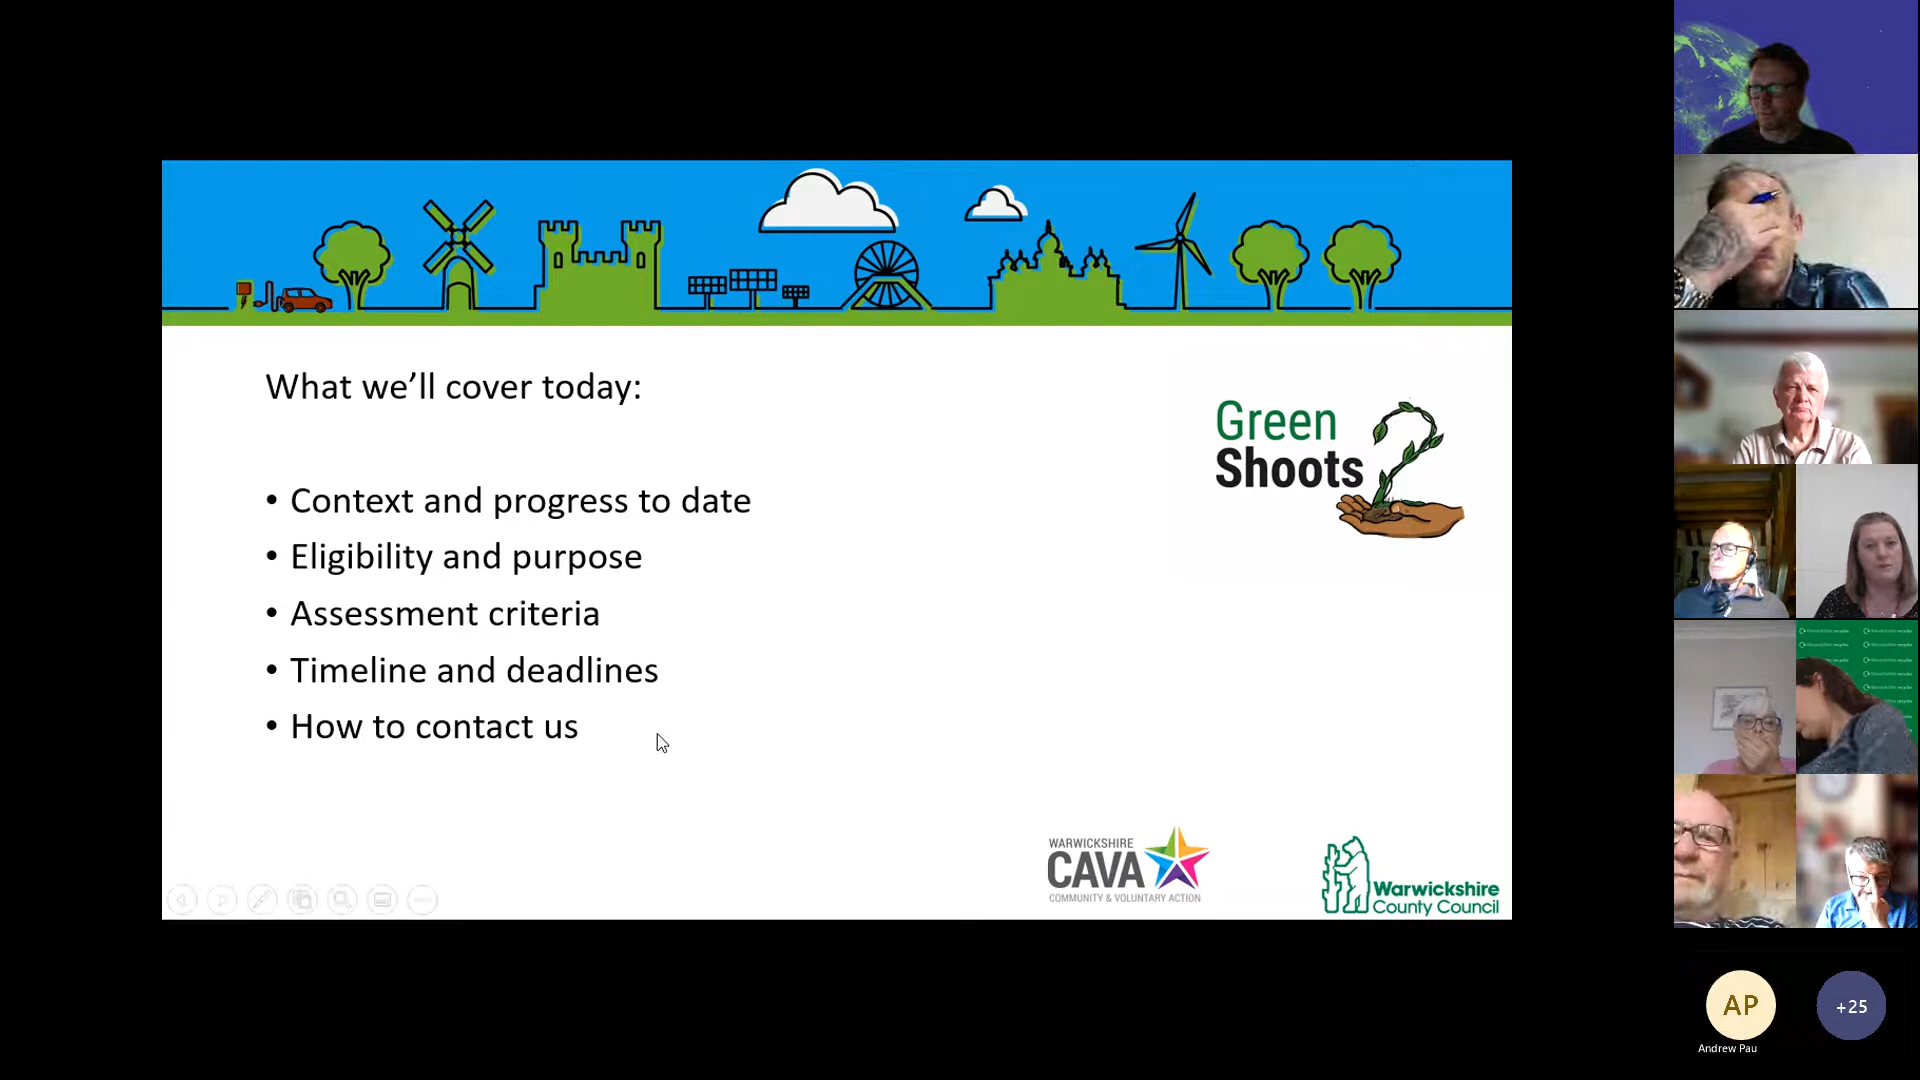 What we’ll cover today:
• Context and progress to date
• Eligibility and purpose
• Assessment criteria
• Timeline and deadlines
• How to contact us
Green
Shoots
WARWICKSHIRE
CAVA
COMMUNITY & VOLUNTARY ACTION
Warwickshire
County Council
AP
+25
Andrew Pau